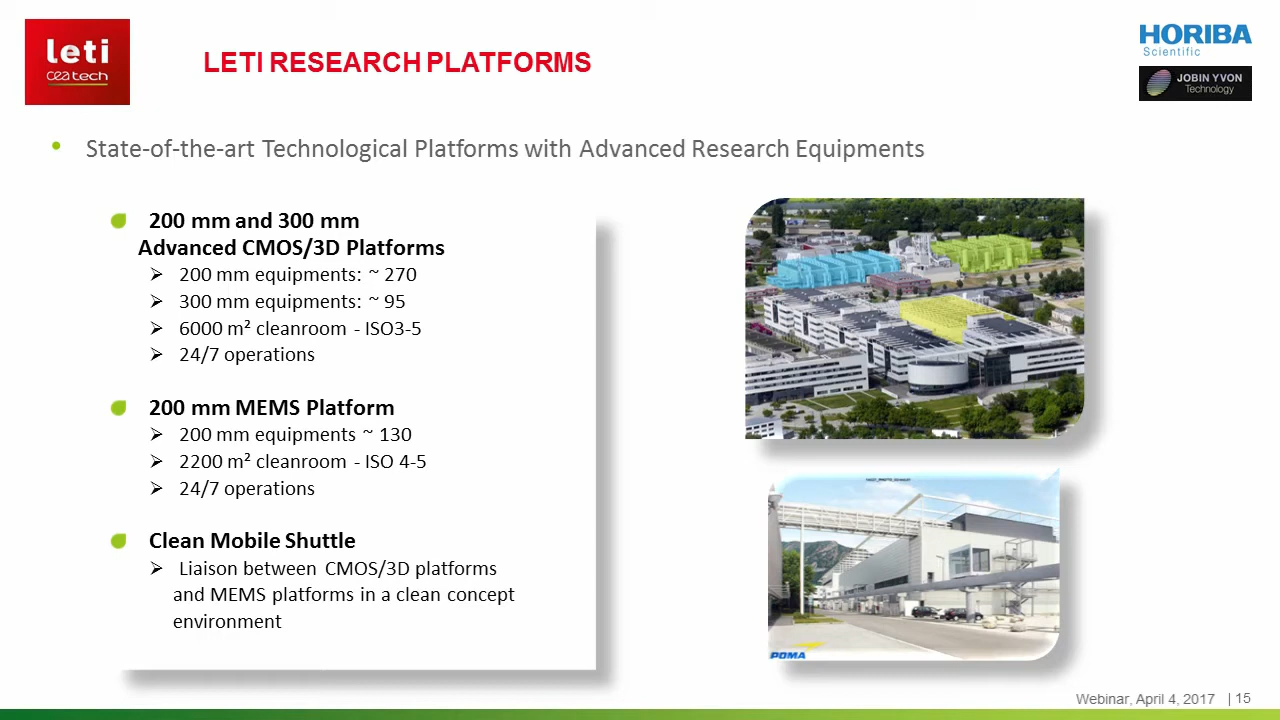 leti
ceatech
LETI RESEARCH PLATFORMS
HORIBA
Scientific
JOBIN YVON
Technology
• State-of-the-art Technological Platforms with Advanced Research Equipments
200 mm and 300 mm
Advanced CMOS/3D Platforms
➢ 200 mm equipments: ~ 270
➢ 300 mm equipments: ~ 95
➢ 6000 m² cleanroom - ISO3-5
➢ 24/7 operations
200 mm MEMS Platform
➢ 200 mm equipments ~ 130
➢ 2200 m² cleanroom - ISO 4-5
➢ 24/7 operations
Clean Mobile Shuttle
➢ Liaison between CMOS/3D platforms
and MEMS platforms in a clean concept
environment
POMA
Webinar, April 4, 2017 | 15